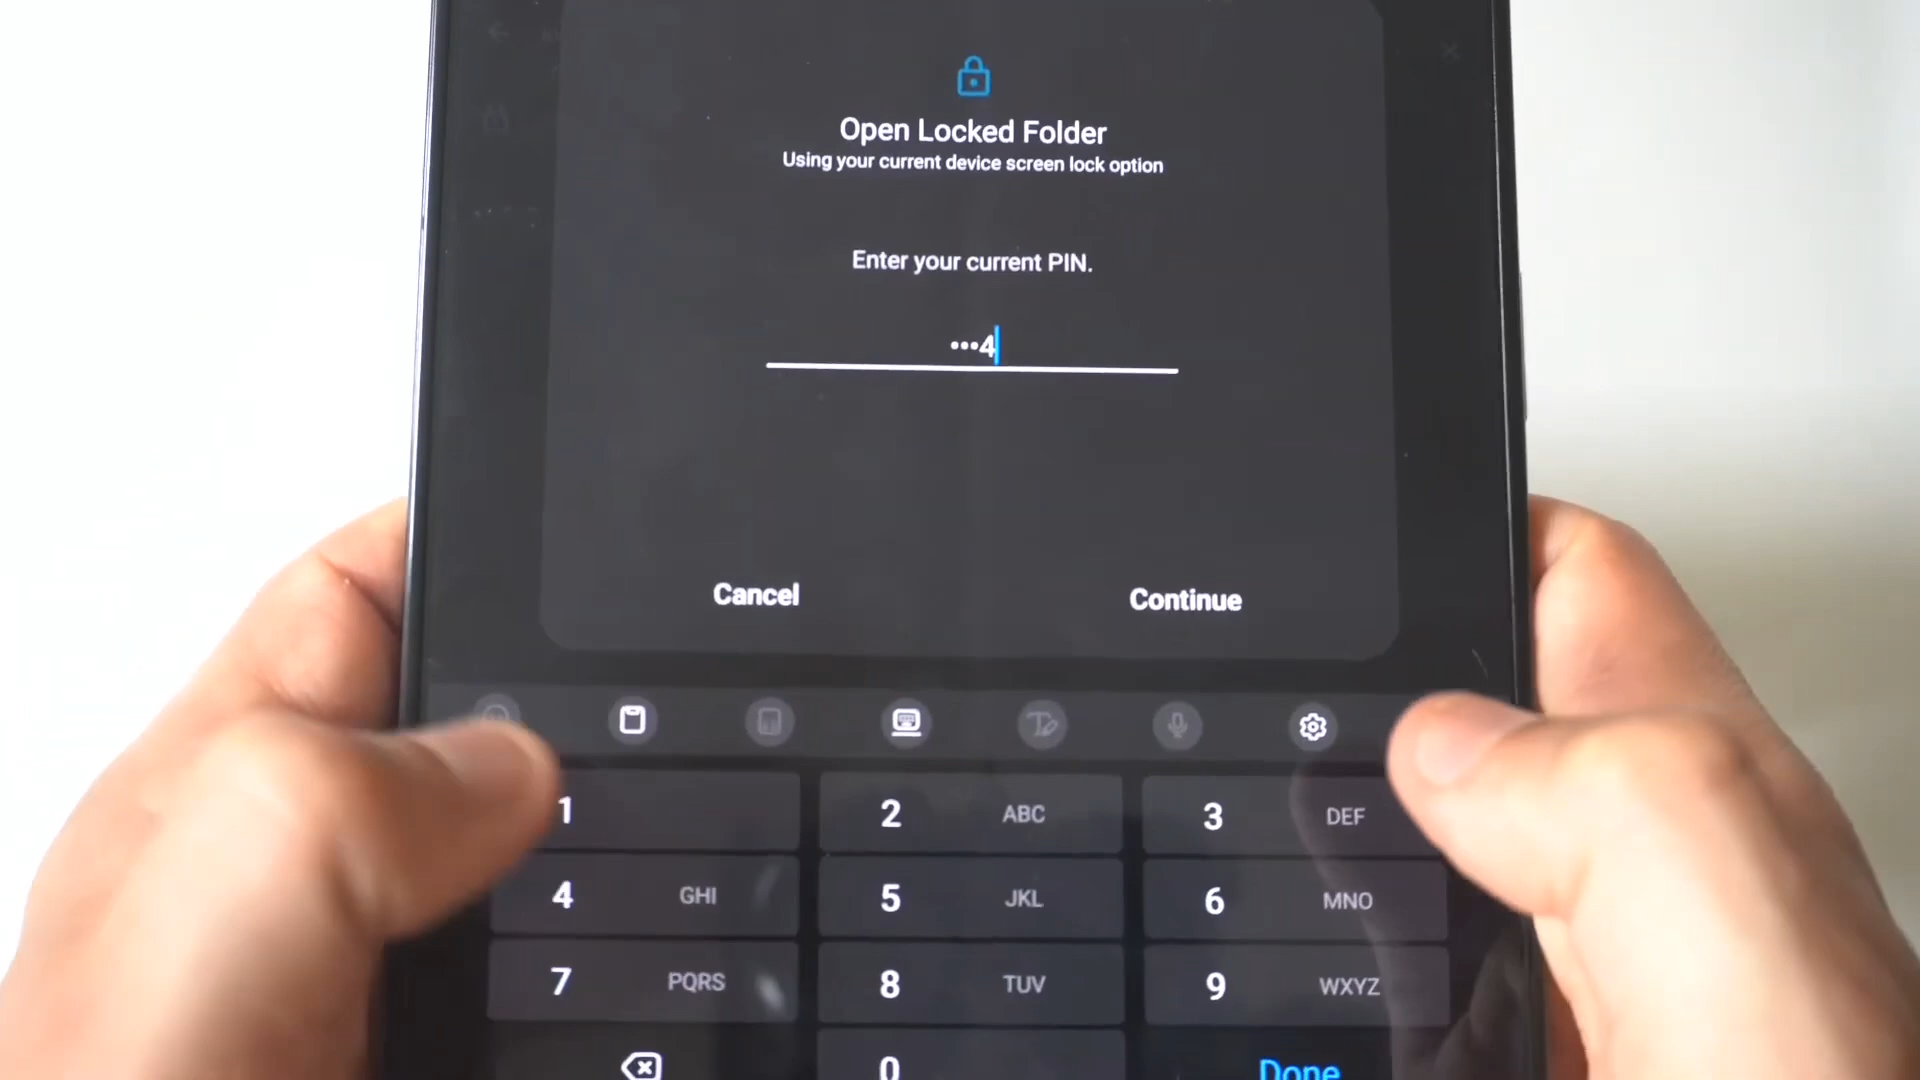 Open Locked Folder
Using your current device screen lock option
Enter your current PIN.
•••4
Cancel Continue
1 2 ABC 3 DEF
4 GHI 5 JKL 6 MNO
7 PQRS 8 TUV 9 WXYZ
0 Done